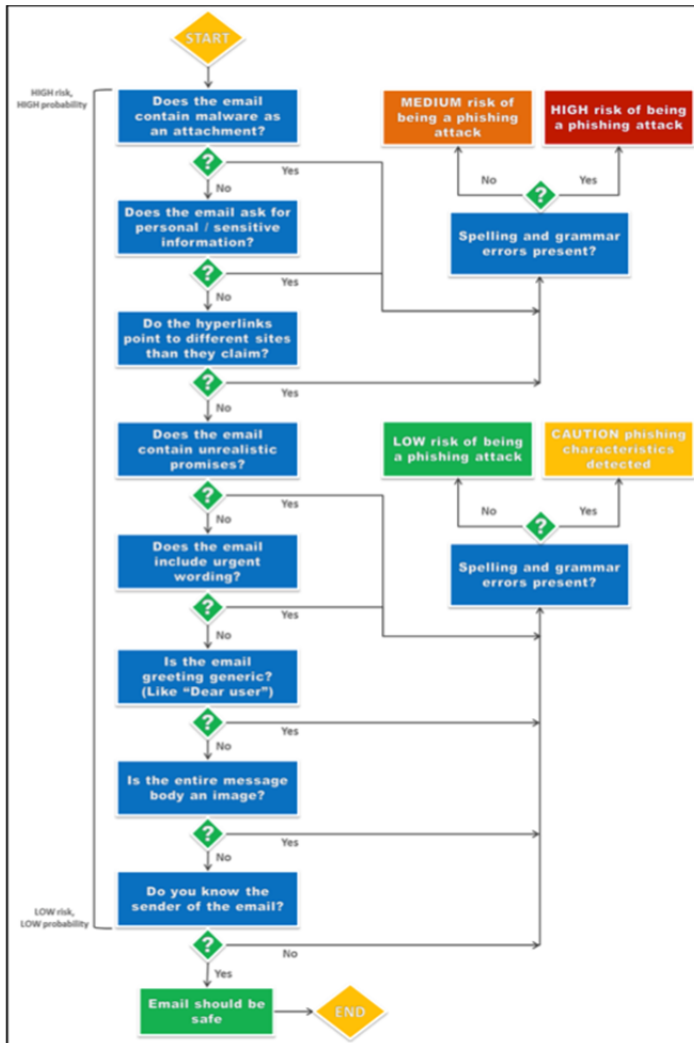 START
HIGH risk,
HIGH probability
Does the email
contain malware as
an attachment?
?
Yes
No
Does the email ask for
personal / sensitive
information?
?
Yes
No
Do the hyperlinks
point to different sites
than they claim?
?
Yes
No
MEDIUM risk of
being a phishing
attack
HIGH risk of being
a phishing attack
No
?
Yes
Spelling and grammar
errors present?
Does the email
contain unrealistic
promises?
?
Yes
No
Does the email
include urgent
wording?
?
Yes
No
LOW risk of being
a phishing attack
CAUTION phishing
characteristics
detected
No
?
Yes
Spelling and grammar
errors present?
Is the email
greeting generic?
(Like “Dear user”)
?
Yes
No
Is the entire message
body an image?
?
Yes
No
Do you know the
sender of the email?
LOW risk,
LOW probability
?
No
Yes
Email should be
safe
END